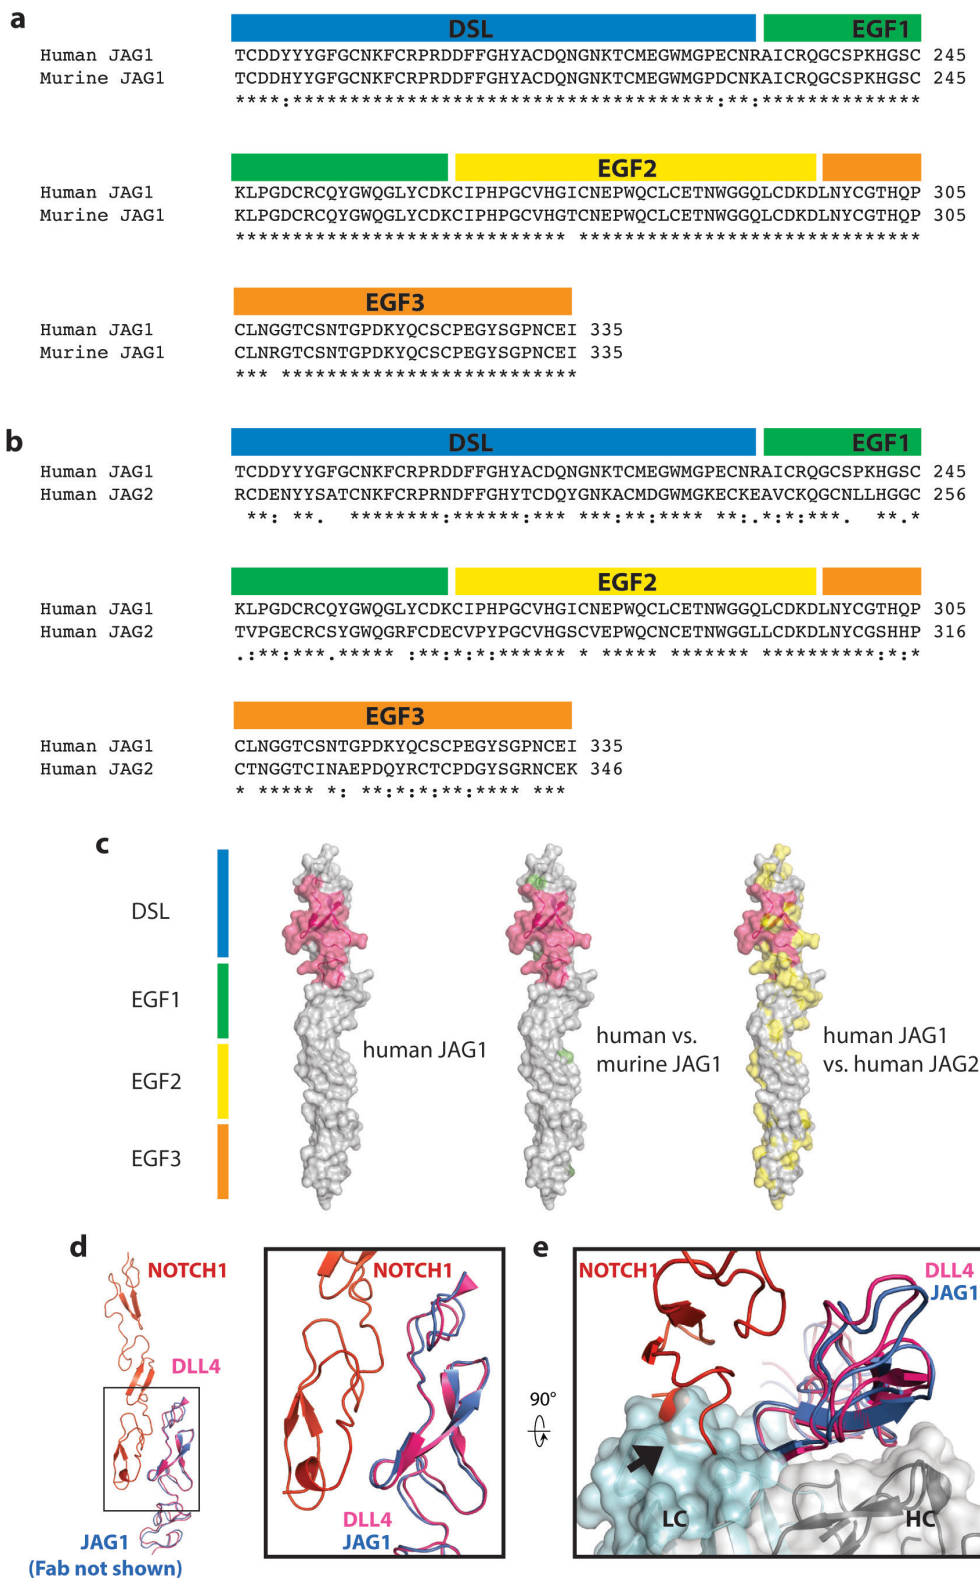 a
DSL EGF1
Human JAG1 TCDDYYYGFGCNKFCRPRDDFFGHYACDQNGNKTCMEGWMGPECNRAICRQGCSPKHGSC 245
Murine JAG1 TCDDHYYGFGCNKFCRPRDDFFGHYACDQNGNKTCMEGWMGPDCNKAICRQGCSPKHGSC 245
****:*************************************:**:**************
EGF2
Human JAG1 KLPGDCRCQYGWQGLYCDKCIPHPGCVHGICNEPWQCLCETNWGGQLCDKDLNYCGTHQP 305
Murine JAG1 KLPGDCRCQYGWQGLYCDKCIPHPGCVHGTCNEPWQCLCETNWGGQLCDKDLNYCGTHQP 305
***************************** ******************************
EGF3
Human JAG1 CLNGGTCSNTGPDKYQCSCPEGYSGPNCEI 335
Murine JAG1 CLNRGTCSNTGPDKYQCSCPEGYSGPNCEI 335
*** **************************
b
DSL EGF1
Human JAG1 TCDDYYYGFGCNKFCRPRDDFFGHYACDQNGNKTCMEGWMGPECNRAICRQGCSPKHGSC 245
Human JAG2 RCDENYYSATCNKFCRPRNDFFGHYTCDQYGNKACMDGWMGKECKEAVCKQGCNLLHGGC 256
**: **. ********:******:*** ***:**:**** **:.*:*:***. **.*
EGF2
Human JAG1 KLPGDCRCQYGWQGLYCDKCIPHPGCVHGICNEPWQCLCETNWGGQLCDKDLNYCGTHQP 305
Human JAG2 TVPGECRCSYGWQGRFCDECVPYPGCVHGSCVEPWQCNCETNWGGLLCDKDLNYCGSHHP 316
.:**:***.***** :**:*:*:****** * ***** ******* **********:*:*
EGF3
Human JAG1 CLNGGTCSNTGPDKYQCSCPEGYSGPNCEI 335
Human JAG2 CTNGGTCINAEPDQYRCTCPDGYSGRNCEK 346
* ***** *: **:*:*:**:**** ***
c
DSL
EGF1
EGF2
EGF3
human JAG1
human vs.
murine JAG1
human JAG1
vs. human JAG2
d
NOTCH1
DLL4
JAG1
(Fab not shown)
NOTCH1
DLL4
JAG1
90°
e
NOTCH1
DLL4
JAG1
LC
HC